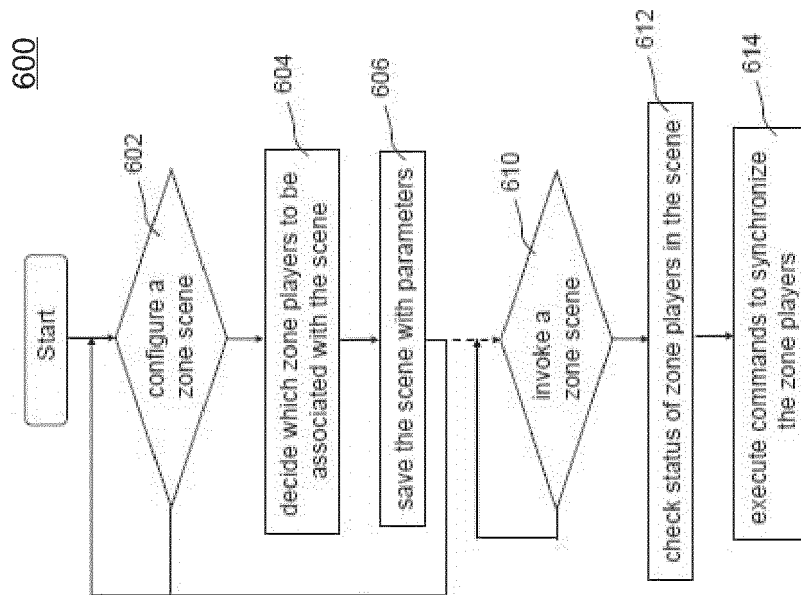 600
Start
602
configure a
zone scene
604
decide which zone players to be
associated with the scene
606
save the scene with parameters
610
invoke a
zone scene
612
check status of zone players in the scene
614
execute commands to synchronize
the zone players